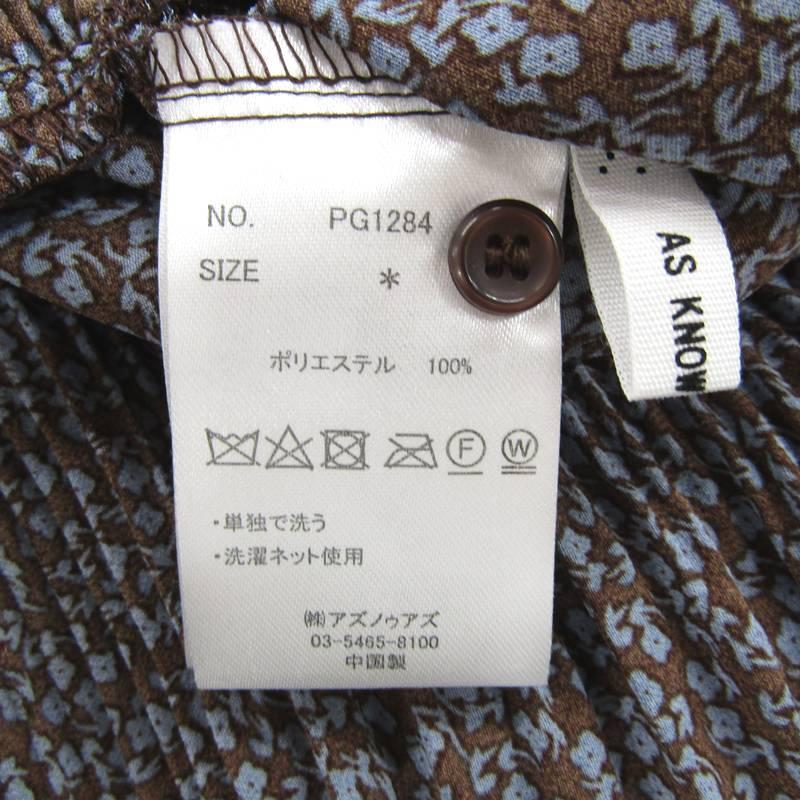 NO. PG1284
SIZE *
ポリエステル 100%
F W
・単独で洗う
・洗濯ネット使用
㈱アズノゥアズ
03-5465-8100
中国製
AS KNOW